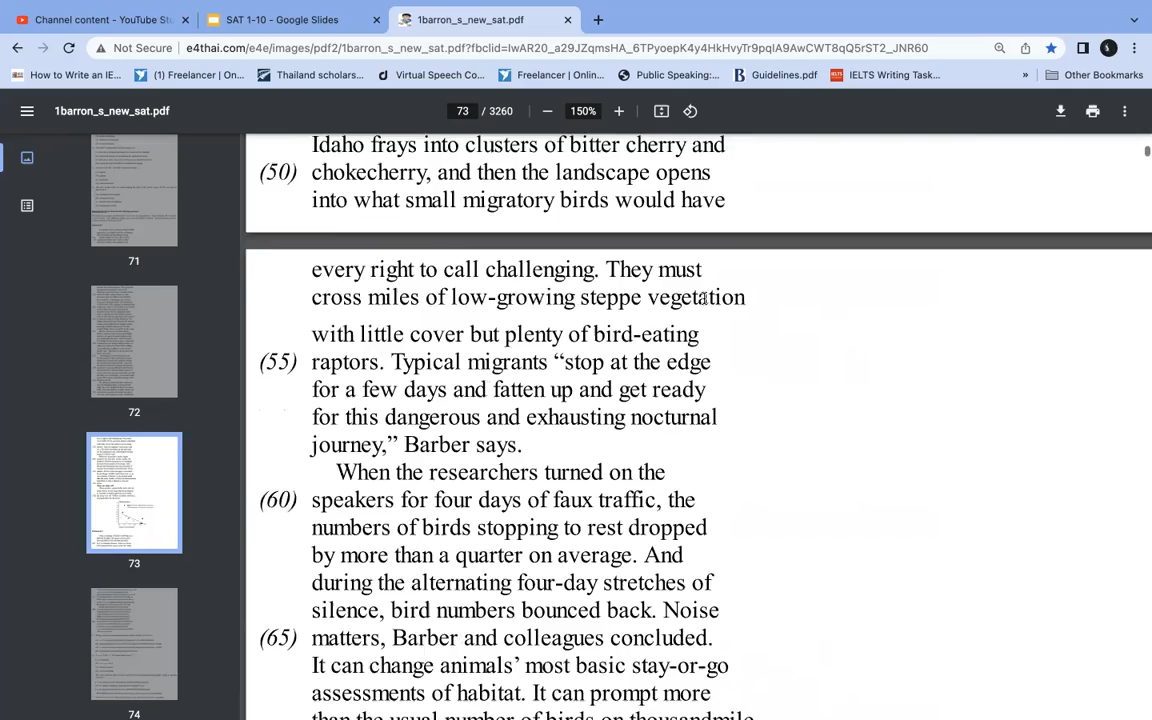 Channel content - YouTube Stu
SAT 1-10 - Google Slides
1barron_s_new_sat.pdf
Not Secure
e4thai.com/e4e/images/pdf2/1barron_s_new_sat.pdf?fbclid=IwAR20_a29JZqmsHA_6TPyoepK4y4HkHvyTr9pqIA9AwCWT8qQ5rST2_JNR60
How to Write an IE...
(1) Freelancer | On...
Thailand scholars...
Virtual Speech Co...
Freelancer | Onlin...
Public Speaking:...
Guidelines.pdf
IELTS Writing Task...
»
Other Bookmarks
1barron_s_new_sat.pdf
73 / 3260
150%
71
72
73
74
Idaho frays into clusters of bitter cherry and
(50) chokecherry, and then the landscape opens
into what small migratory birds would have
every right to call challenging. They must
cross miles of low-growing steppe vegetation
with little cover but plenty of bird-eating
(55) raptors. Typical migrants “stop at the edge
for a few days and fatten up and get ready
for this dangerous and exhausting nocturnal
journey,” Barber says.
When the researchers turned on the
(60) speakers for four days of faux traffic, the
numbers of birds stopping to rest dropped
by more than a quarter on average. And
during the alternating four-day stretches of
silence, bird numbers bounced back. Noise
(65) matters, Barber and colleagues concluded.
It can change animals’ most basic stay-or-go
assessments of habitat. It can prompt more
than the usual number of birds on thousandmile